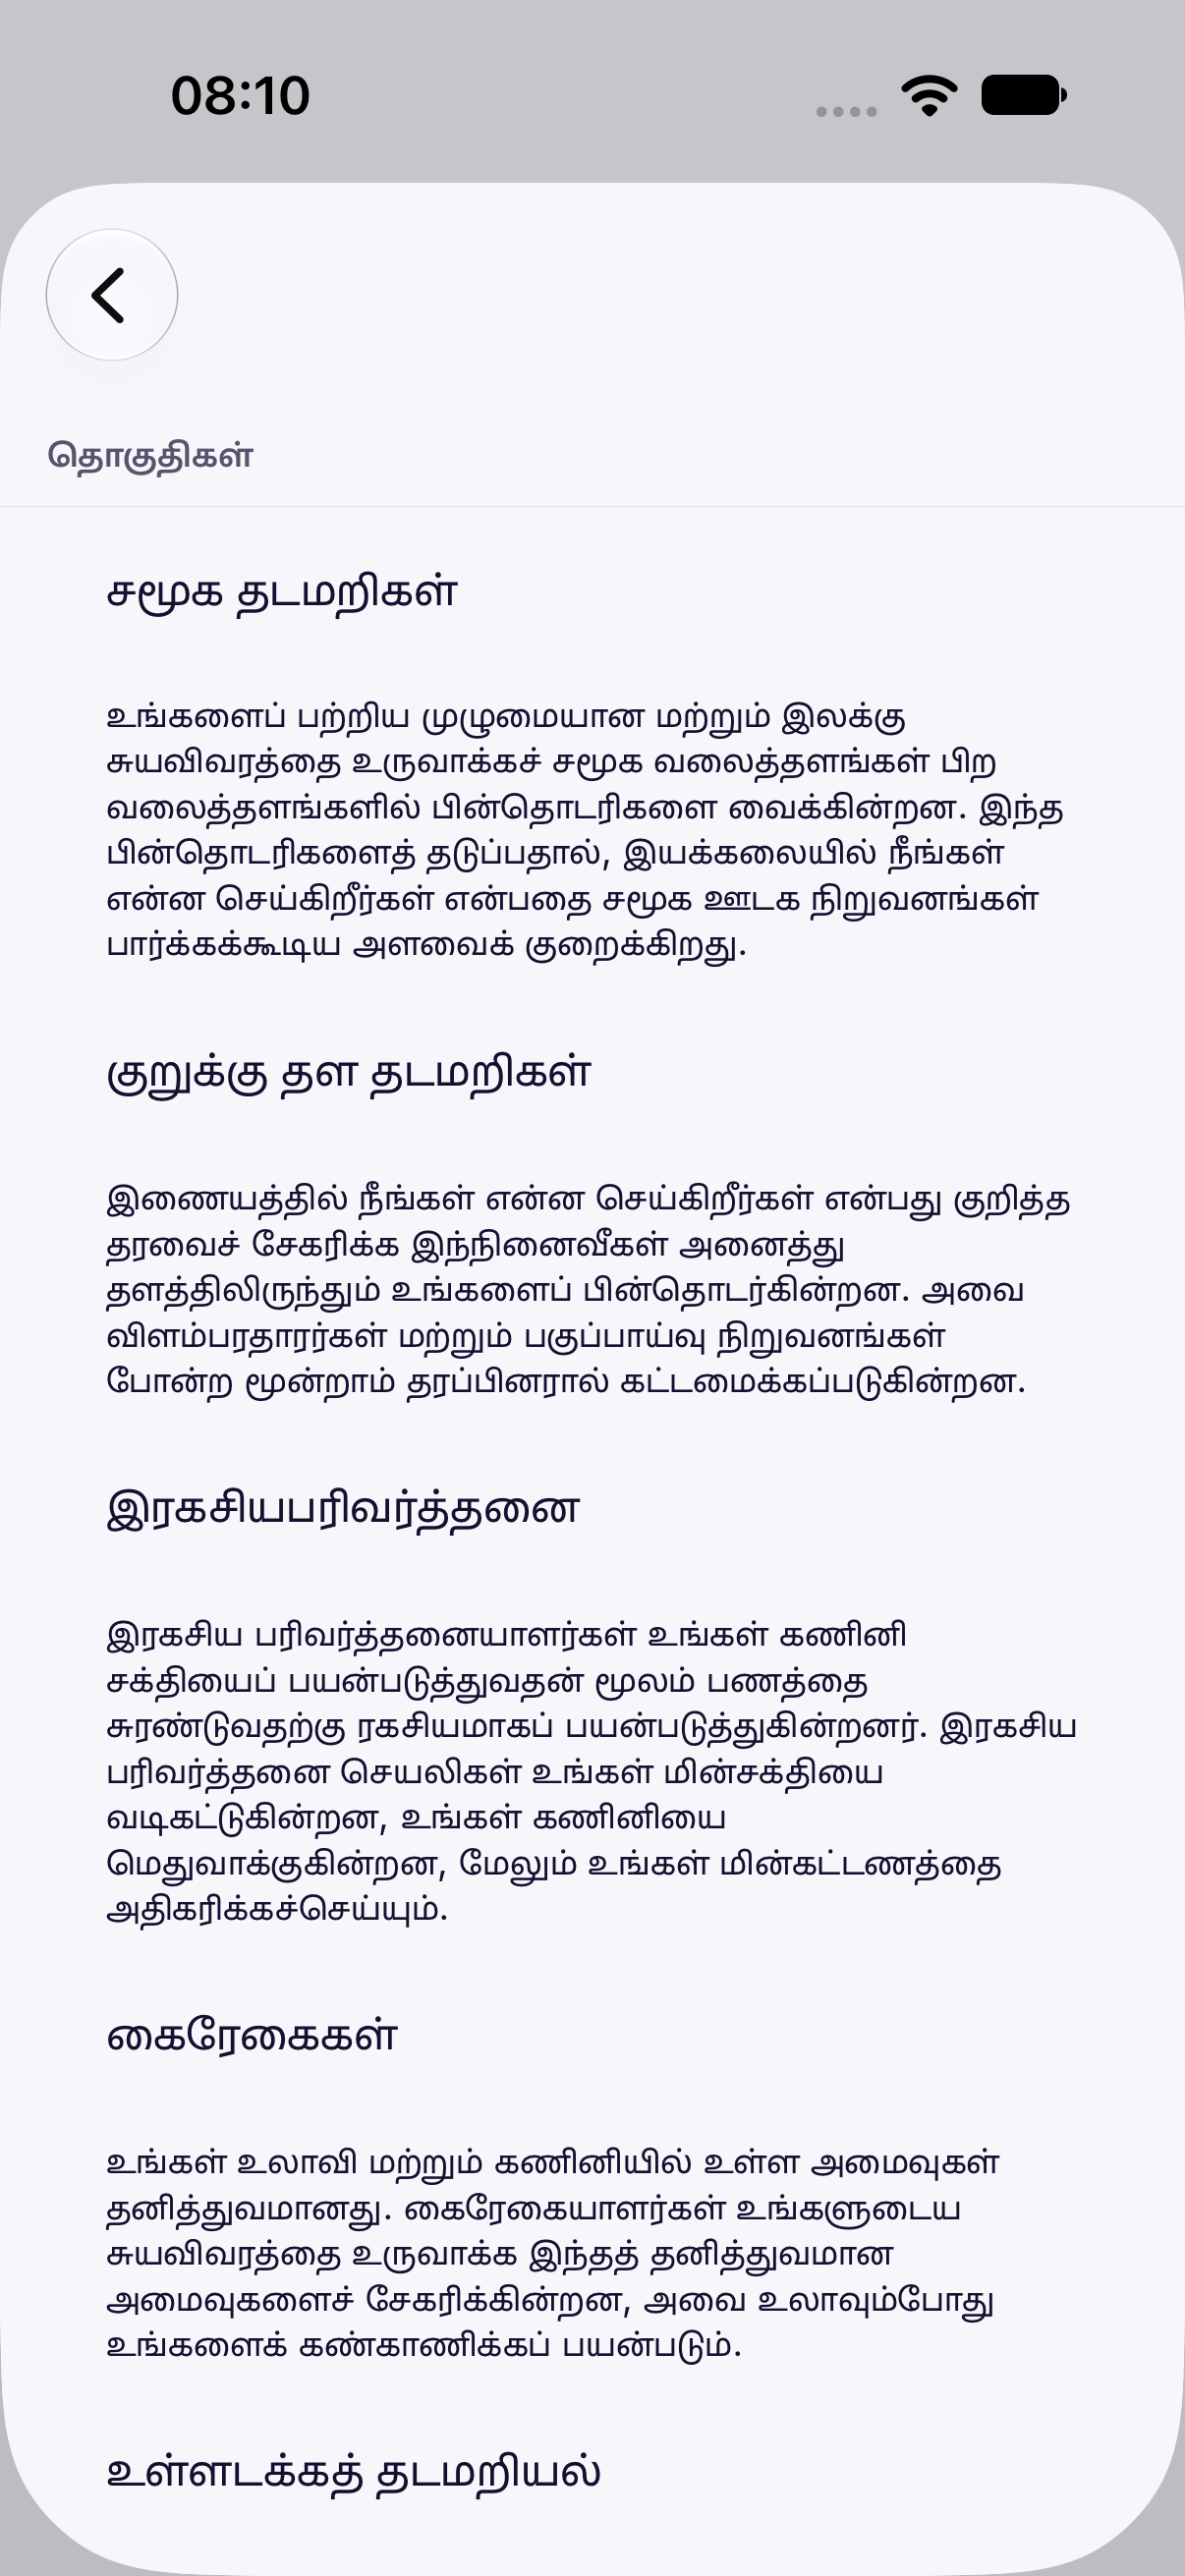 08:10
தொகுதிகள்
சமூக தடமறிகள்
உங்களைப் பற்றிய முழுமையான மற்றும் இலக்கு
சுயவிவரத்தை உருவாக்கச் சமூக வலைத்தளங்கள் பிற
வலைத்தளங்களில் பின்தொடரிகளை வைக்கின்றன. இந்த
பின்தொடரிகளைத் தடுப்பதால், இயக்கலையில் நீங்கள்
என்ன செய்கிறீர்கள் என்பதை சமூக ஊடக நிறுவனங்கள்
பார்க்கக்கூடிய அளவைக் குறைக்கிறது.
குறுக்கு தள தடமறிகள்
இணையத்தில் நீங்கள் என்ன செய்கிறீர்கள் என்பது குறித்த
தரவைச் சேகரிக்க இந்நினைவீகள் அனைத்து
தளத்திலிருந்தும் உங்களைப் பின்தொடர்கின்றன. அவை
விளம்பரதாரர்கள் மற்றும் பகுப்பாய்வு நிறுவனங்கள்
போன்ற மூன்றாம் தரப்பினரால் கட்டமைக்கப்படுகின்றன.
இரகசியபரிவர்த்தனை
இரகசிய பரிவர்த்தனையாளர்கள் உங்கள் கணினி
சக்தியைப் பயன்படுத்துவதன் மூலம் பணத்தை
சுரண்டுவதற்கு ரகசியமாகப் பயன்படுத்துகின்றனர். இரகசிய
பரிவர்த்தனை செயலிகள் உங்கள் மின்சக்தியை
வடிகட்டுகின்றன, உங்கள் கணினியை
மெதுவாக்குகின்றன, மேலும் உங்கள் மின்கட்டணத்தை
அதிகரிக்கச்செய்யும்.
கைரேகைகள்
உங்கள் உலாவி மற்றும் கணினியில் உள்ள அமைவுகள்
தனித்துவமானது. கைரேகையாளர்கள் உங்களுடைய
சுயவிவரத்தை உருவாக்க இந்தத் தனித்துவமான
அமைவுகளைச் சேகரிக்கின்றன, அவை உலாவும்போது
உங்களைக் கண்காணிக்கப் பயன்படும்.
உள்ளடக்கத் தடமறியல்